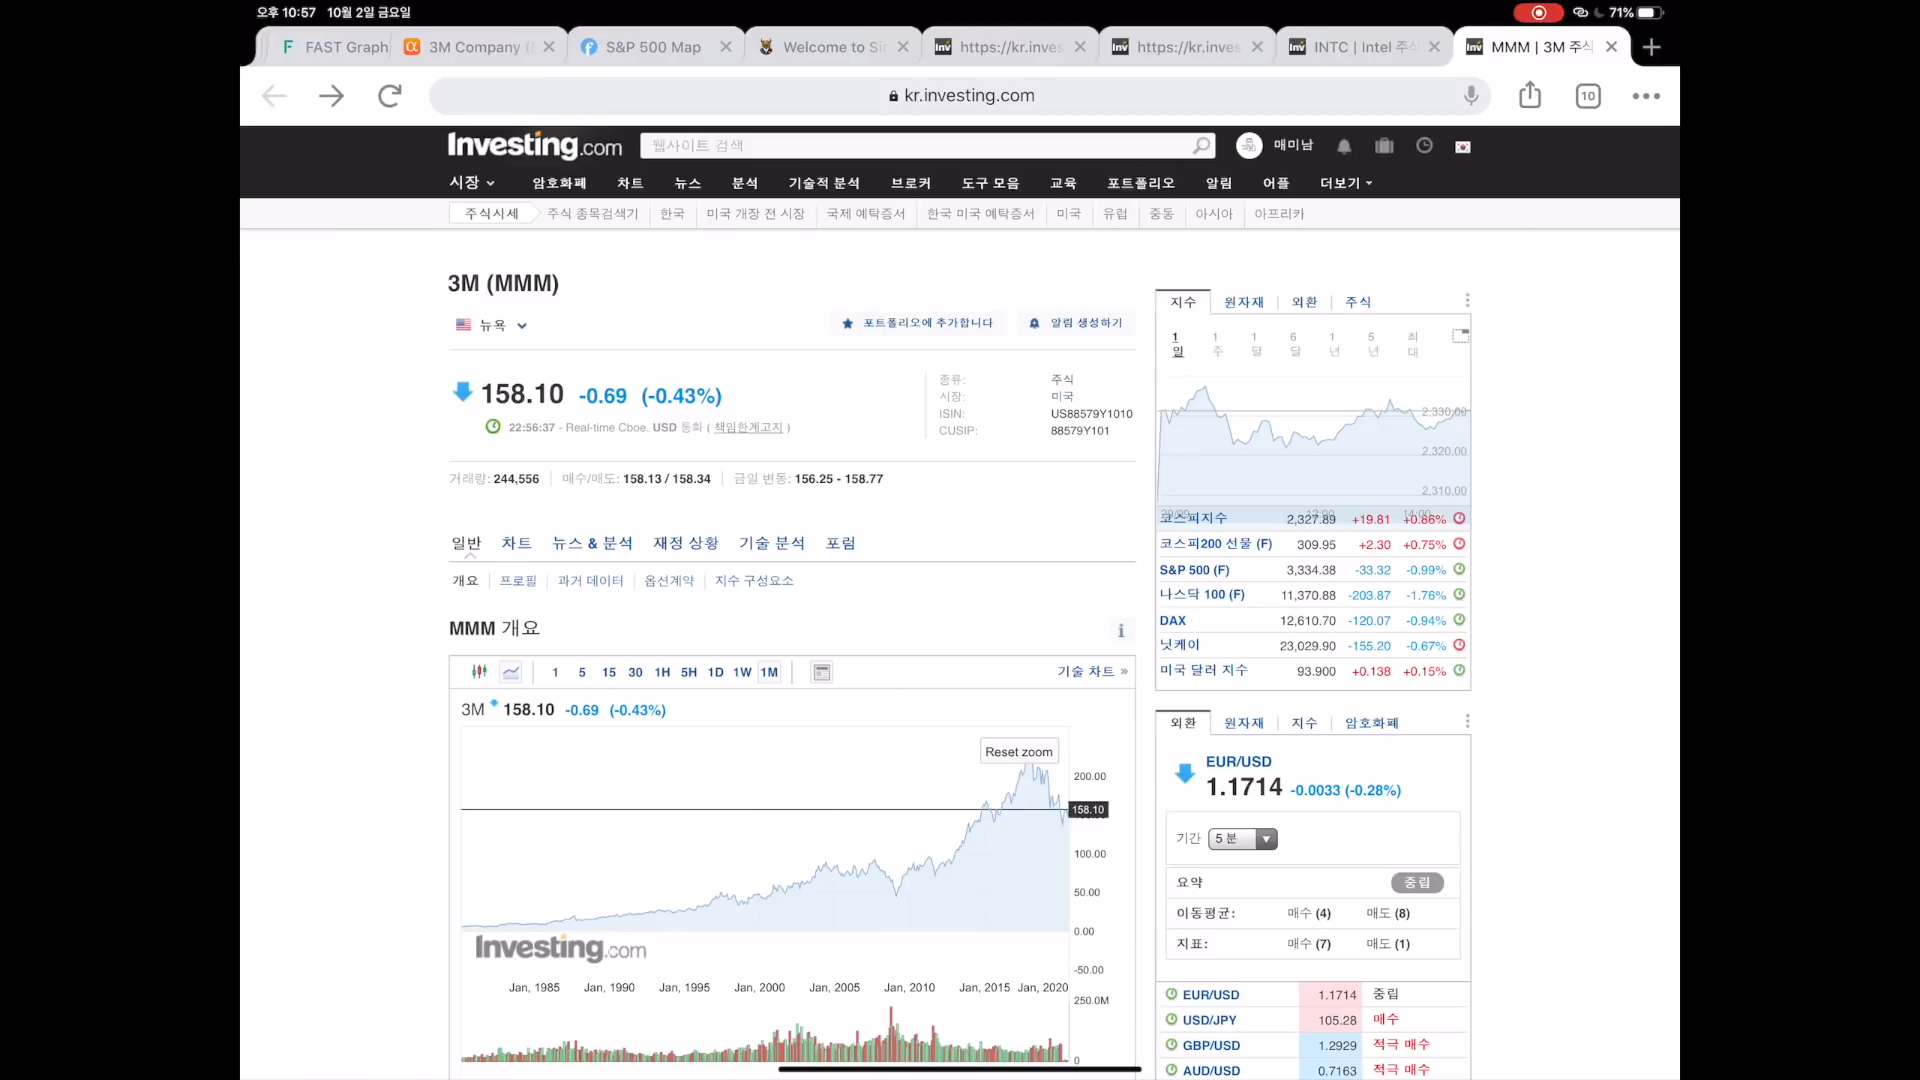 오후 10:57 10월 2일 금요일
71%
FAST Graph
3M Company (
S&P 500 Map
Welcome to Si
https://kr.inves
https://kr.inves
INTC | Intel 주식
MMM | 3M 주식
kr.investing.com
10
Investing.com
웹사이트 검색
매미남
시장 암호화폐 차트 뉴스 분석 기술적 분석 브로커 도구 모음 교육 포트폴리오 알림 어플 더보기
주식시세 주식 종목검색기 한국 미국 개장 전 시장 국제 예탁증서 한국 미국 예탁증서 미국 유럽 중동 아시아 아프리카
3M (MMM)
뉴욕
포트폴리오에 추가합니다
알림 생성하기
158.10 -0.69 (-0.43%)
22:56:37 - Real-time Cboe. USD 통화 ( 책임한계고지 )
종류: 주식
시장: 미국
ISIN: US88579Y1010
CUSIP: 88579Y101
거래량: 244,556 매수/매도: 158.13 / 158.34 금일 변동: 156.25 - 158.77
일반 차트 뉴스 & 분석 재정 상황 기술 분석 포럼
개요 프로필 과거 데이터 옵션계약 지수 구성요소
MMM 개요
1 5 15 30 1H 5H 1D 1W 1M
기술 차트 »
3M 158.10 -0.69 (-0.43%)
Reset zoom
200.00
158.10
100.00
50.00
0.00
-50.00
Investing.com
Jan, 1985 Jan, 1990 Jan, 1995 Jan, 2000 Jan, 2005 Jan, 2010 Jan, 2015 Jan, 2020
250.0M
0
지수 원자재 외환 주식
1일 1주 1달 6달 1년 5년 최대
2,330.00
2,320.00
2,310.00
코스피지수 2,327.89 +19.81 +0.86%
코스피200 선물 (F) 309.95 +2.30 +0.75%
S&P 500 (F) 3,334.38 -33.32 -0.99%
나스닥 100 (F) 11,370.88 -203.87 -1.76%
DAX 12,610.70 -120.07 -0.94%
닛케이 23,029.90 -155.20 -0.67%
미국 달러 지수 93.900 +0.138 +0.15%
외환 원자재 지수 암호화폐
EUR/USD
1.1714 -0.0033 (-0.28%)
기간 5 분
요약 중립
이동평균: 매수 (4) 매도 (8)
지표: 매수 (7) 매도 (1)
EUR/USD 1.1714 중립
USD/JPY 105.28 매수
GBP/USD 1.2929 적극 매수
AUD/USD 0.7163 적극 매수